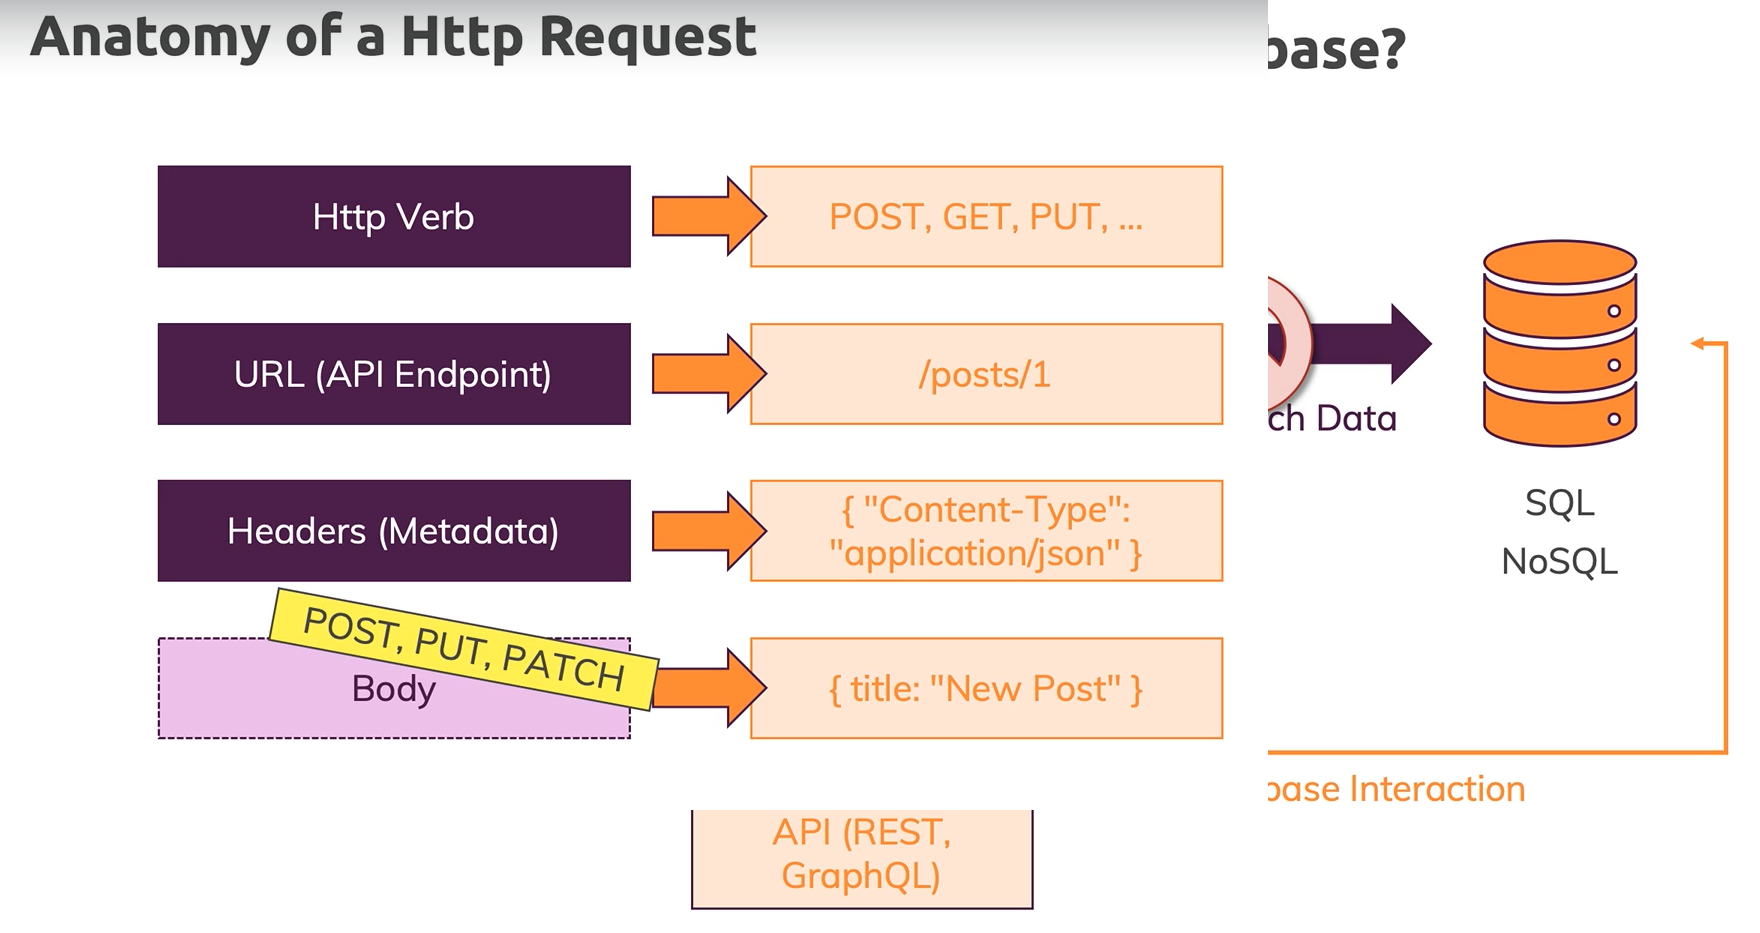 Anatomy of a Http Request
base?
Http Verb
POST, GET, PUT, ...
URL (API Endpoint)
/posts/1
Headers (Metadata)
{ "Content-Type":
"application/json" }
POST, PUT, PATCH
Body
{ title: "New Post" }
ch Data
SQL
NoSQL
base Interaction
API (REST,
GraphQL)